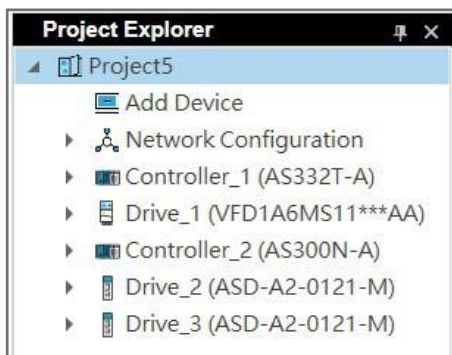 Project Explorer
Project5
Add Device
Network Configuration
Controller_1 (AS332T-A)
Drive_1 (VFD1A6MS11***AA)
Controller_2 (AS300N-A)
Drive_2 (ASD-A2-0121-M)
Drive_3 (ASD-A2-0121-M)